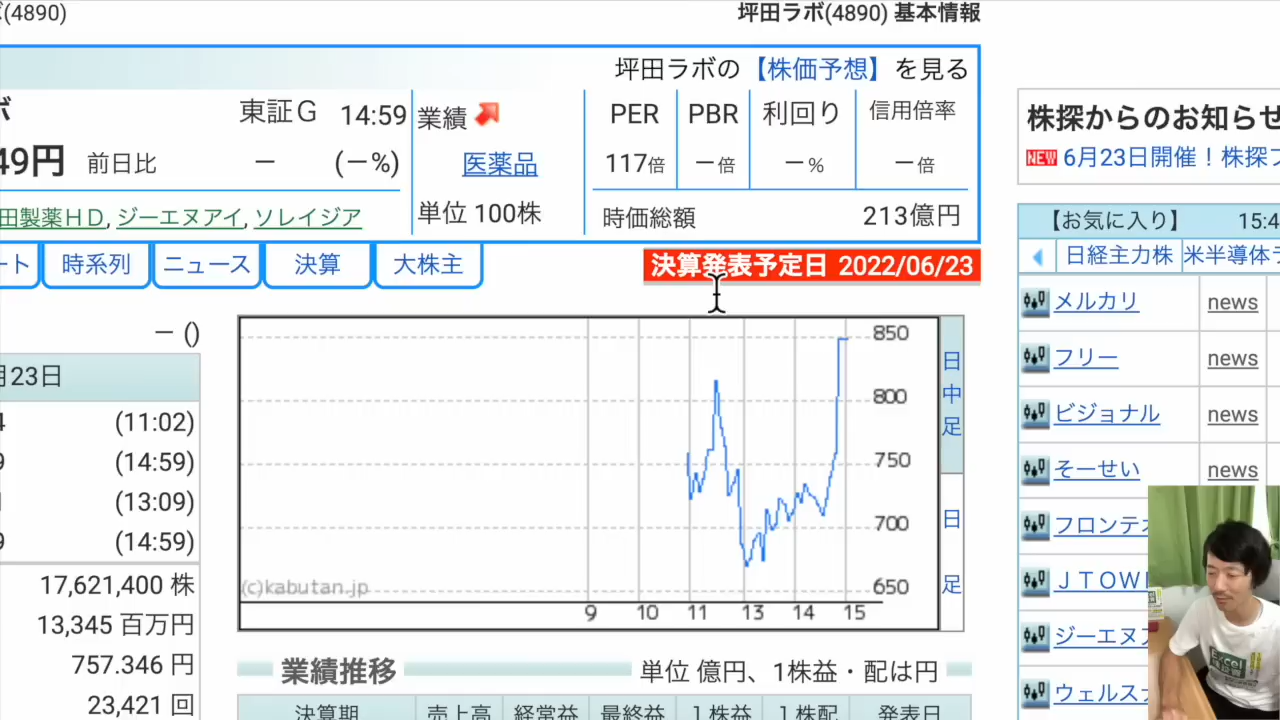 (4890)
坪田ラボ(4890) 基本情報
坪田ラボの【株価予想】を見る
東証G 14:59
49円 前日比 － (－%)
田製薬HD, ジーエヌアイ, ソレイジア
業績
医薬品
単位 100株
PER PBR 利回り 信用倍率
117倍 －倍 －% －倍
時価総額 213億円
ート 時系列 ニュース 決算 大株主
決算発表予定日 2022/06/23
株探からのお知らせ
NEW 6月23日開催！株探
【お気に入り】 15:4
日経主力株 米半導体
メルカリ news
フリー news
ビジョナル news
そーせい news
フロンテ
JTOW
ジーエヌ
ウェルス
－ ()
月23日
(11:02)
(14:59)
(13:09)
(14:59)
17,621,400 株
13,345 百万円
757.346 円
23,421 回
850
800
750
700
650
9 10 11 13 14 15
(c)kabutan.jp
日中足
日足
業績推移 単位 億円、1株益・配は円
決算期 売上高 経常益 最終益 1株益 1株配 発表日
Excel